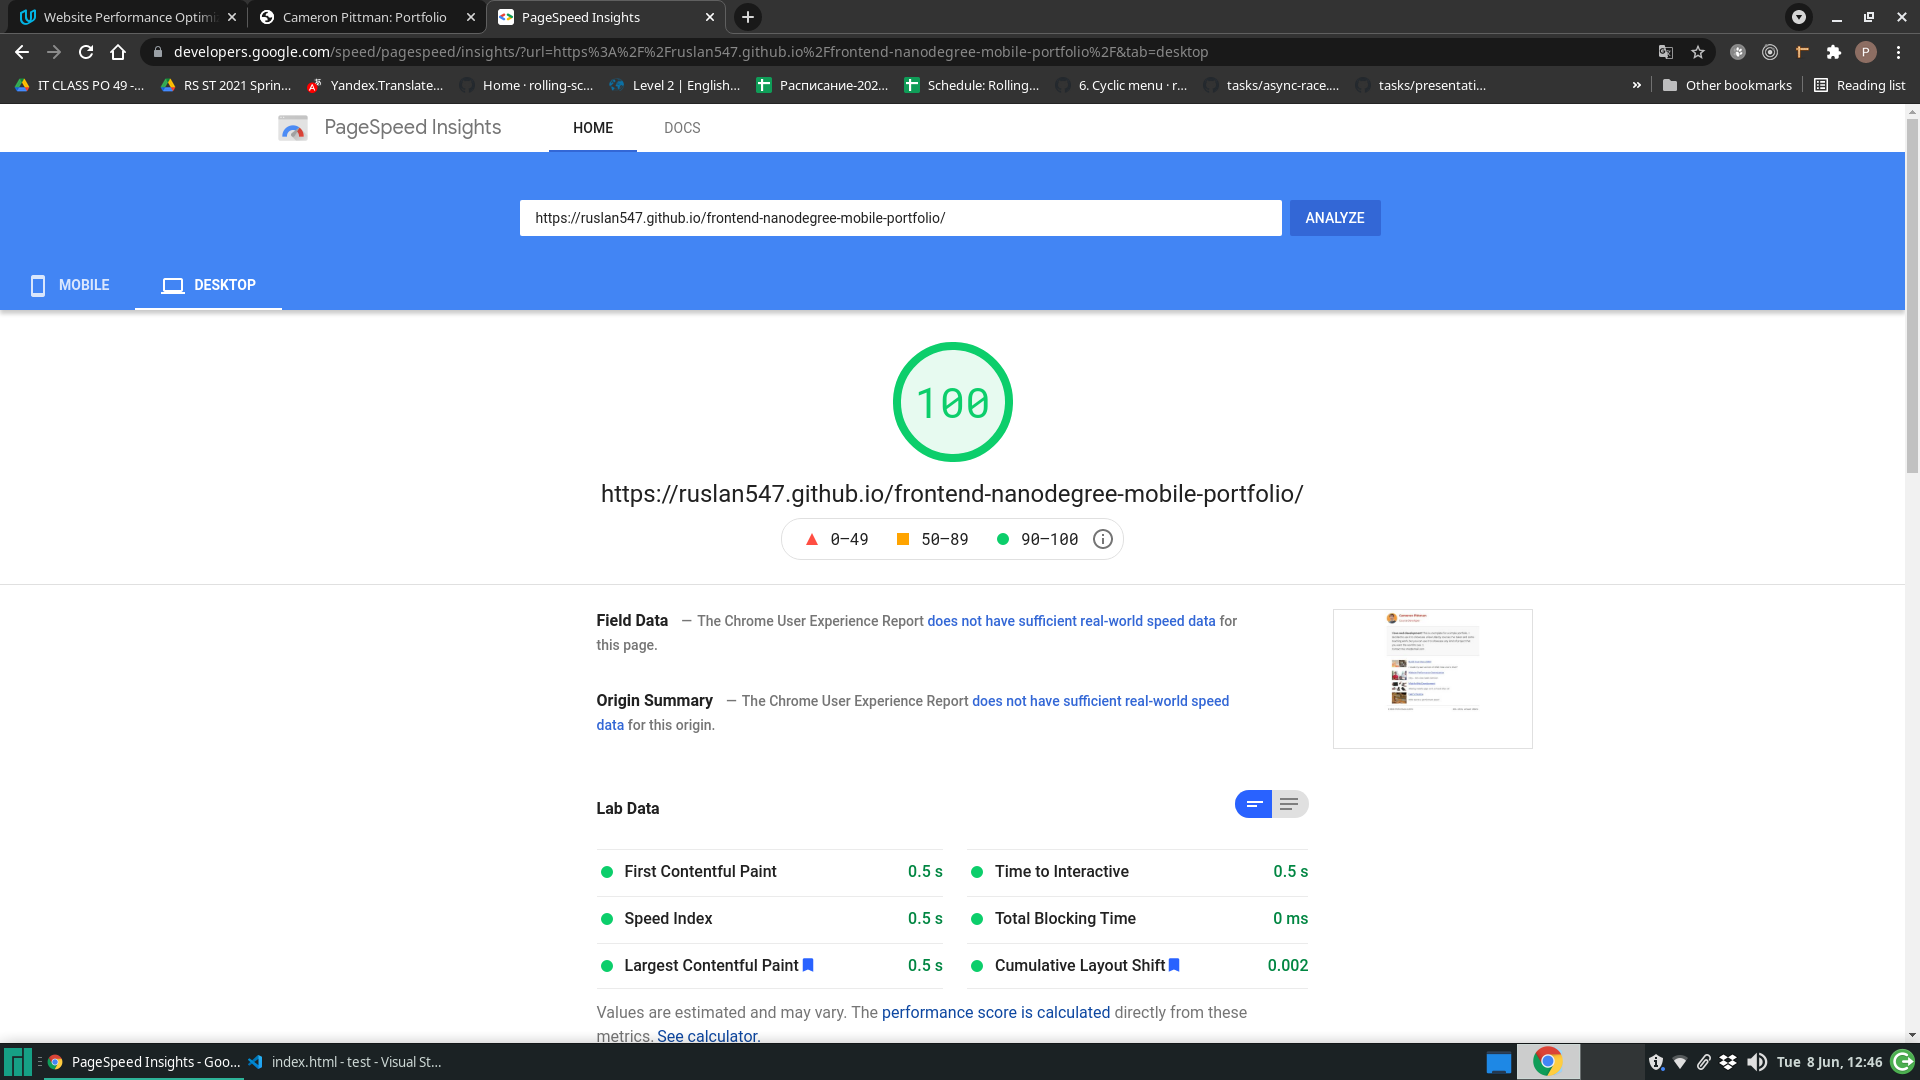 Website Performance Optimi
Cameron Pittman: Portfolio
PageSpeed Insights
developers.google.com/speed/pagespeed/insights/?url=https%3A%2F%2Fruslan547.github.io%2Ffrontend-nanodegree-mobile-portfolio%2F&tab=desktop
P
IT CLASS PO 49 -...
RS ST 2021 Sprin...
Yandex.Translate...
Home · rolling-sc...
Level 2 | English...
Расписание-202...
Schedule: Rolling...
6. Cyclic menu · r...
tasks/async-race....
tasks/presentati...
»
Other bookmarks
Reading list
PageSpeed Insights
HOME
DOCS
https://ruslan547.github.io/frontend-nanodegree-mobile-portfolio/
ANALYZE
MOBILE
DESKTOP
100
https://ruslan547.github.io/frontend-nanodegree-mobile-portfolio/
0–49
50–89
90–100
Field Data — The Chrome User Experience Report does not have sufficient real-world speed data for
this page.
Origin Summary — The Chrome User Experience Report does not have sufficient real-world speed
data for this origin.
Lab Data
First Contentful Paint 0.5 s
Time to Interactive 0.5 s
Speed Index 0.5 s
Total Blocking Time 0 ms
Largest Contentful Paint 0.5 s
Cumulative Layout Shift 0.002
Values are estimated and may vary. The performance score is calculated directly from these
metrics. See calculator.
PageSpeed Insights - Goo...
index.html - test - Visual St...
Tue 8 Jun, 12:46